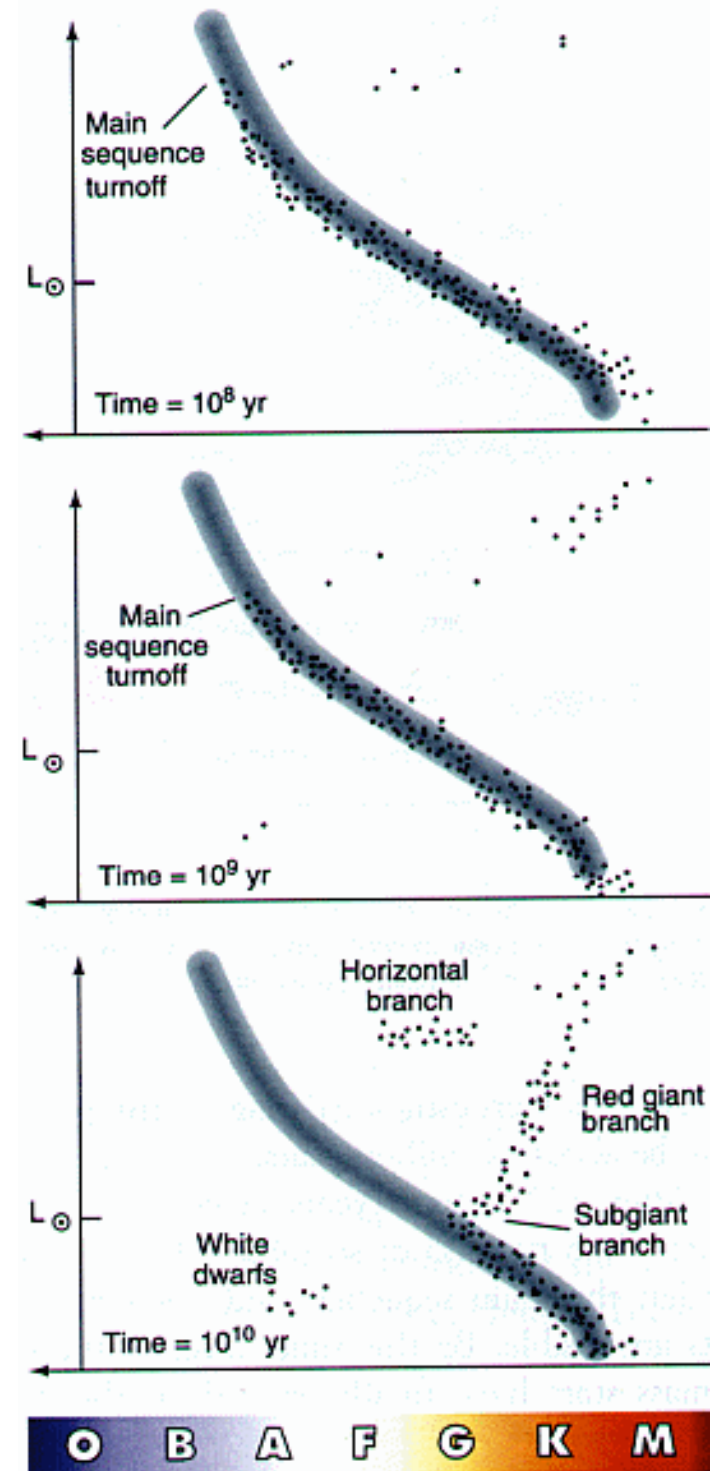 Main
sequence
turnoff
L⊙
Time = 10⁸ yr
Main
sequence
turnoff
L⊙
Time = 10⁹ yr
Horizontal
branch
Red giant
branch
L⊙
Subgiant
branch
White
dwarfs
Time = 10¹⁰ yr
O B A F G K M